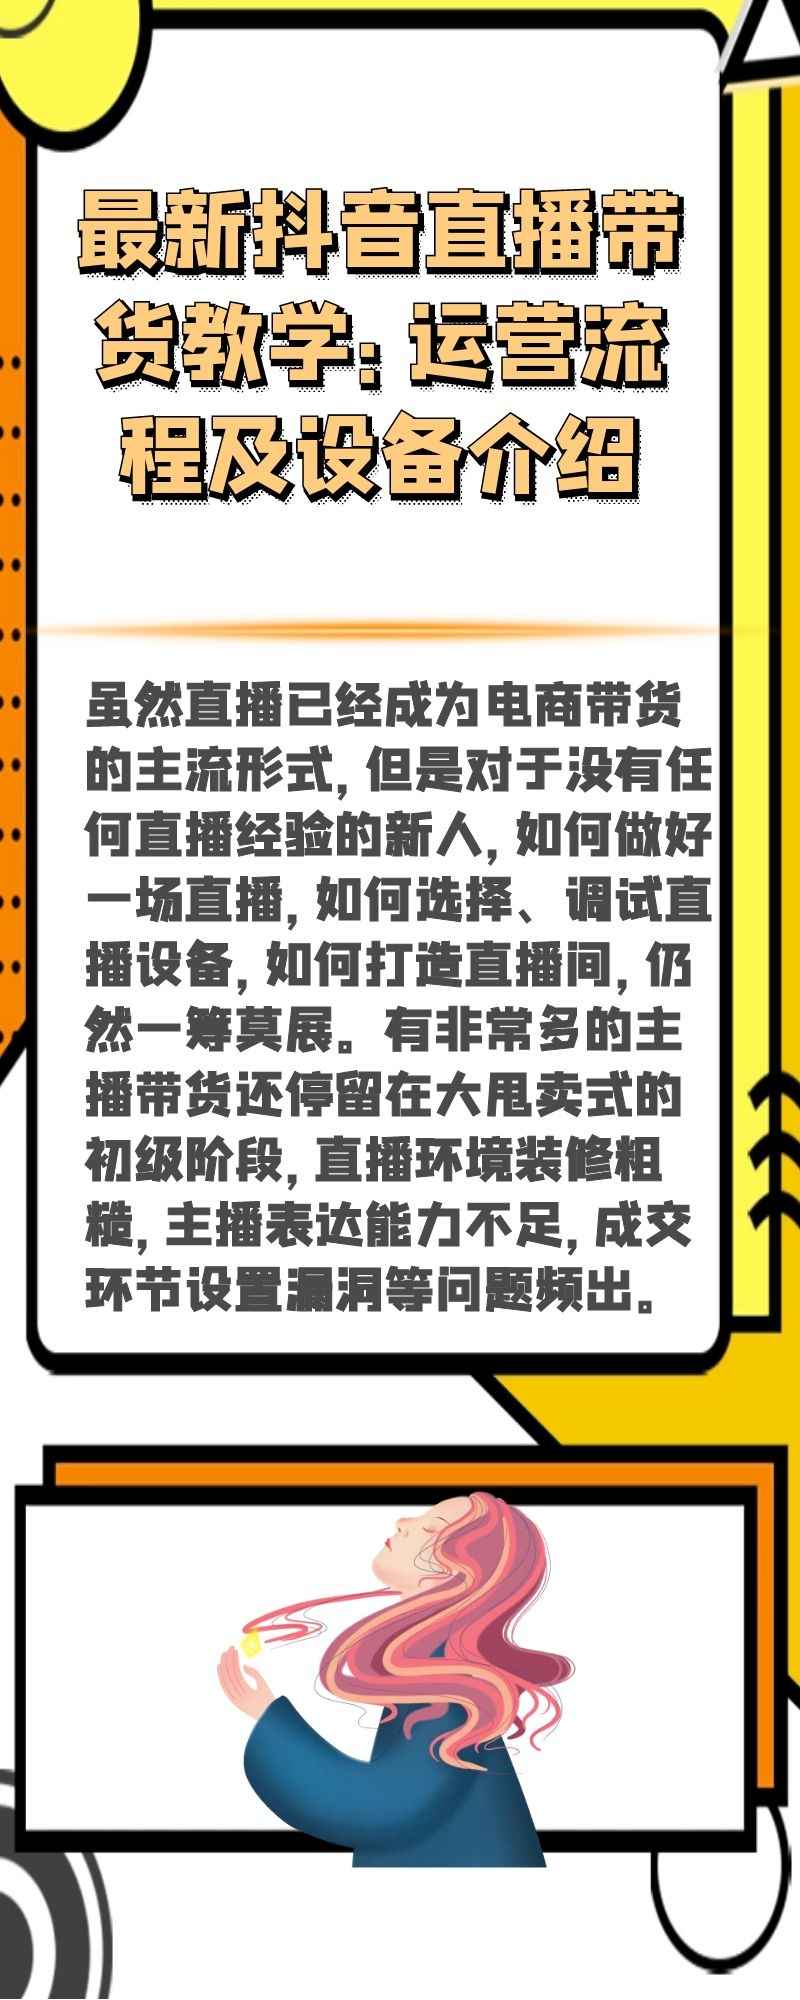 最新抖音直播带
货教学：运营流
程及设备介绍
虽然直播已经成为电商带货
的主流形式，但是对于没有任
何直播经验的新人，如何做好
一场直播，如何选择、调试直
播设备，如何打造直播间，仍
然一筹莫展。有非常多的主
播带货还停留在大甩卖式的
初级阶段，直播环境装修粗
糙，主播表达能力不足，成交
环节设置漏洞等问题频出。